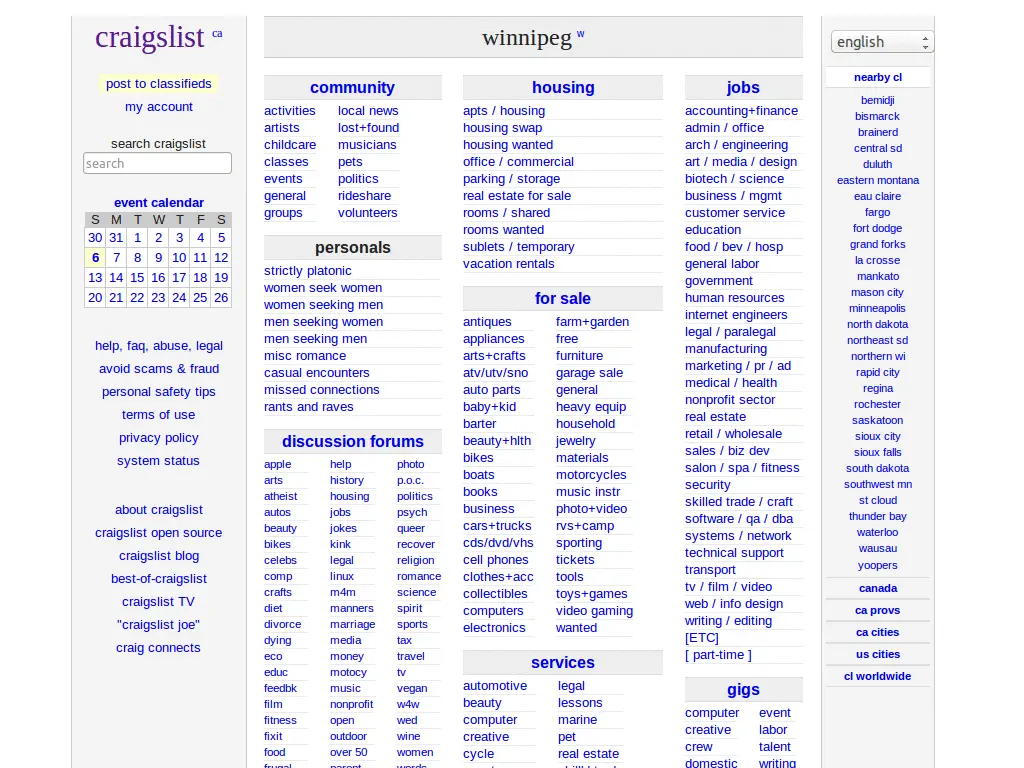 craigslist ca
post to classifieds
my account
search craigslist
search
event calendar
S M T W T F S
30 31 1 2 3 4 5
6 7 8 9 10 11 12
13 14 15 16 17 18 19
20 21 22 23 24 25 26
help, faq, abuse, legal
avoid scams & fraud
personal safety tips
terms of use
privacy policy
system status
about craigslist
craigslist open source
craigslist blog
best-of-craigslist
craigslist TV
"craigslist joe"
craig connects
winnipeg w
community
activities
artists
childcare
classes
events
general
groups
local news
lost+found
musicians
pets
politics
rideshare
volunteers
personals
strictly platonic
women seek women
women seeking men
men seeking women
men seeking men
misc romance
casual encounters
missed connections
rants and raves
discussion forums
apple
arts
atheist
autos
beauty
bikes
celebs
comp
crafts
diet
divorce
dying
eco
educ
feedbk
film
fitness
fixit
food
frugal
help
history
housing
jobs
jokes
kink
legal
linux
m4m
manners
marriage
media
money
motocy
music
nonprofit
open
outdoor
over 50
parent
photo
p.o.c.
politics
psych
queer
recover
religion
romance
science
spirit
sports
tax
travel
tv
vegan
w4w
wed
wine
women
words
housing
apts / housing
housing swap
housing wanted
office / commercial
parking / storage
real estate for sale
rooms / shared
rooms wanted
sublets / temporary
vacation rentals
for sale
antiques
appliances
arts+crafts
atv/utv/sno
auto parts
baby+kid
barter
beauty+hlth
bikes
boats
books
business
cars+trucks
cds/dvd/vhs
cell phones
clothes+acc
collectibles
computers
electronics
farm+garden
free
furniture
garage sale
general
heavy equip
household
jewelry
materials
motorcycles
music instr
photo+video
rvs+camp
sporting
tickets
tools
toys+games
video gaming
wanted
services
automotive
beauty
computer
creative
cycle
legal
lessons
marine
pet
real estate
jobs
accounting+finance
admin / office
arch / engineering
art / media / design
biotech / science
business / mgmt
customer service
education
food / bev / hosp
general labor
government
human resources
internet engineers
legal / paralegal
manufacturing
marketing / pr / ad
medical / health
nonprofit sector
real estate
retail / wholesale
sales / biz dev
salon / spa / fitness
security
skilled trade / craft
software / qa / dba
systems / network
technical support
transport
tv / film / video
web / info design
writing / editing
[ETC]
[ part-time ]
gigs
computer
creative
crew
domestic
event
labor
talent
writing
english
nearby cl
bemidji
bismarck
brainerd
central sd
duluth
eastern montana
eau claire
fargo
fort dodge
grand forks
la crosse
mankato
mason city
minneapolis
north dakota
northeast sd
northern wi
rapid city
regina
rochester
saskatoon
sioux city
sioux falls
south dakota
southwest mn
st cloud
thunder bay
waterloo
wausau
yoopers
canada
ca provs
ca cities
us cities
cl worldwide